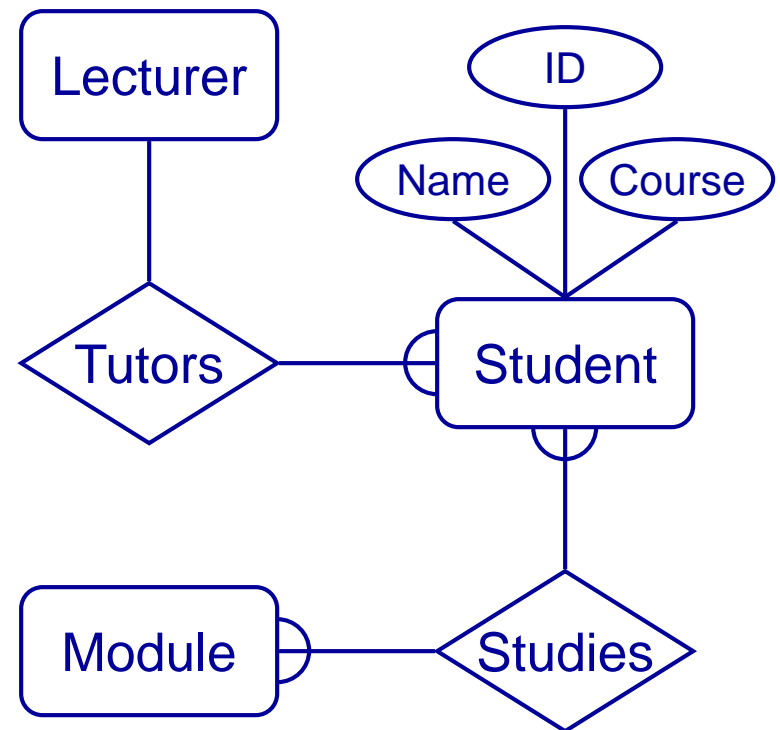 Lecturer
ID
Name
Course
Tutors
Student
Module
Studies